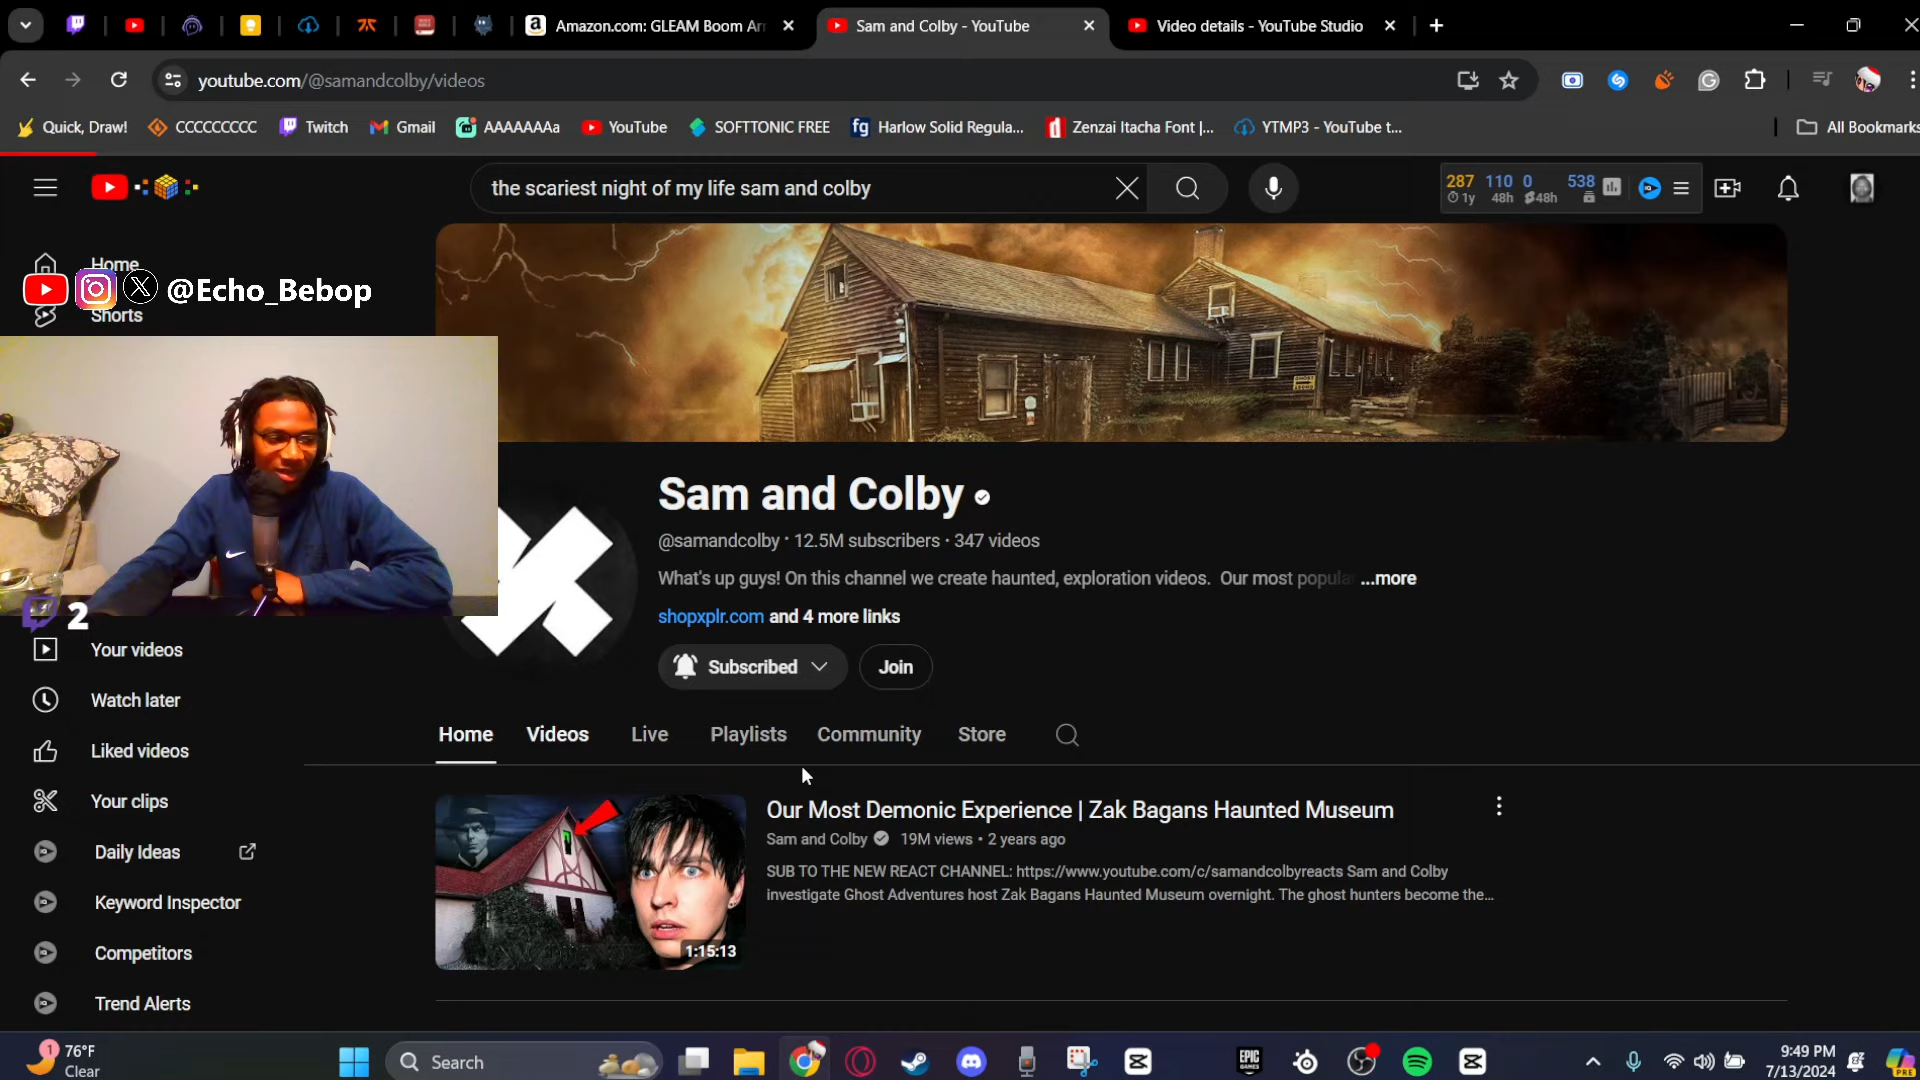 Amazon.com: GLEAM Boom Ar
Sam and Colby - YouTube
Video details - YouTube Studio
youtube.com/@samandcolby/videos
Quick, Draw!
CCCCCCCCC
Twitch
Gmail
AAAAAAAa
YouTube
SOFTTONIC FREE
Harlow Solid Regula...
Zenzai Itacha Font |...
YTMP3 - YouTube t...
All Bookmarks
the scariest night of my life sam and colby
287 110 0 538
1y 48h 48h
Home
@Echo_Bebop
Shorts
2
Your videos
Watch later
Liked videos
Your clips
Daily Ideas
Keyword Inspector
Competitors
Trend Alerts
Sam and Colby
@samandcolby · 12.5M subscribers · 347 videos
What's up guys! On this channel we create haunted, exploration videos. Our most popular ...more
shopxplr.com and 4 more links
Subscribed
Join
Home Videos Live Playlists Community Store
Our Most Demonic Experience | Zak Bagans Haunted Museum
Sam and Colby 19M views • 2 years ago
SUB TO THE NEW REACT CHANNEL: https://www.youtube.com/c/samandcolbyreacts Sam and Colby
investigate Ghost Adventures host Zak Bagans Haunted Museum overnight. The ghost hunters become the...
1:15:13
1
76°F
Clear
Search
EPIC
GAMES
9:49 PM
7/13/2024
PRE